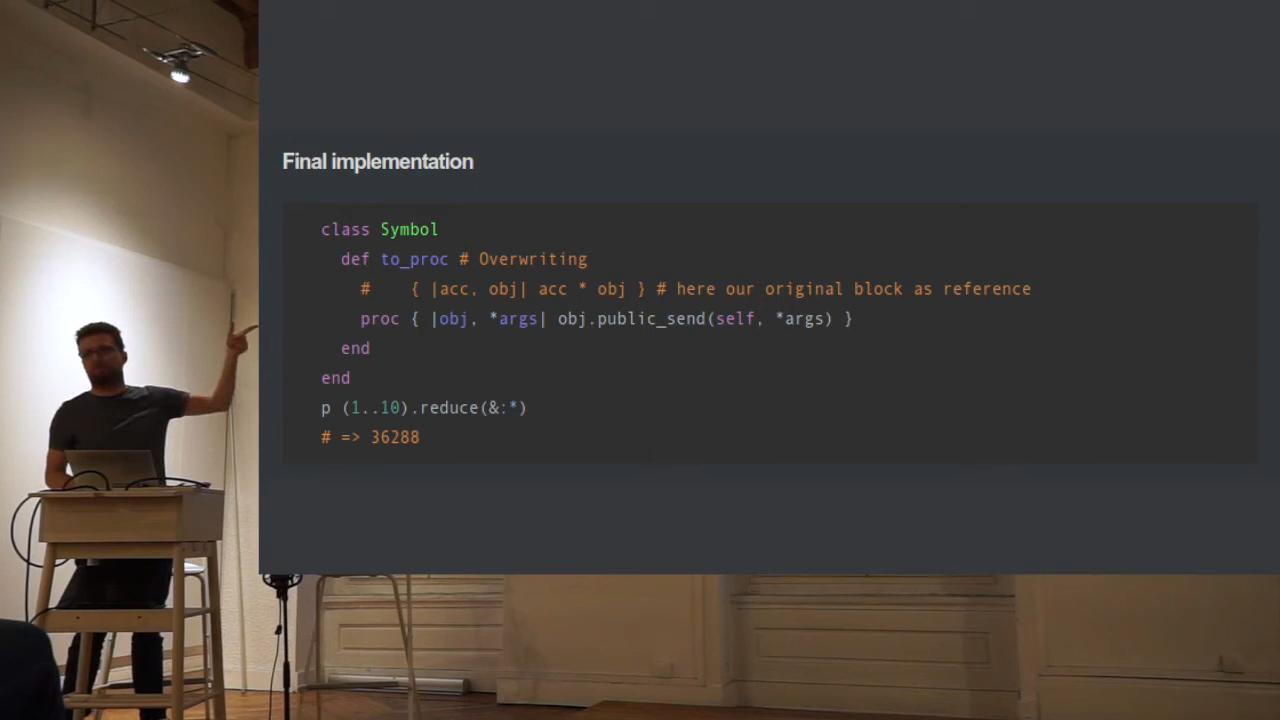 Final implementation
class Symbol
def to_proc # Overwriting
# { |acc, obj| acc * obj } # here our original block as reference
proc { |obj, *args| obj.public_send(self, *args) }
end
end
p (1..10).reduce(&:*)
# => 36288